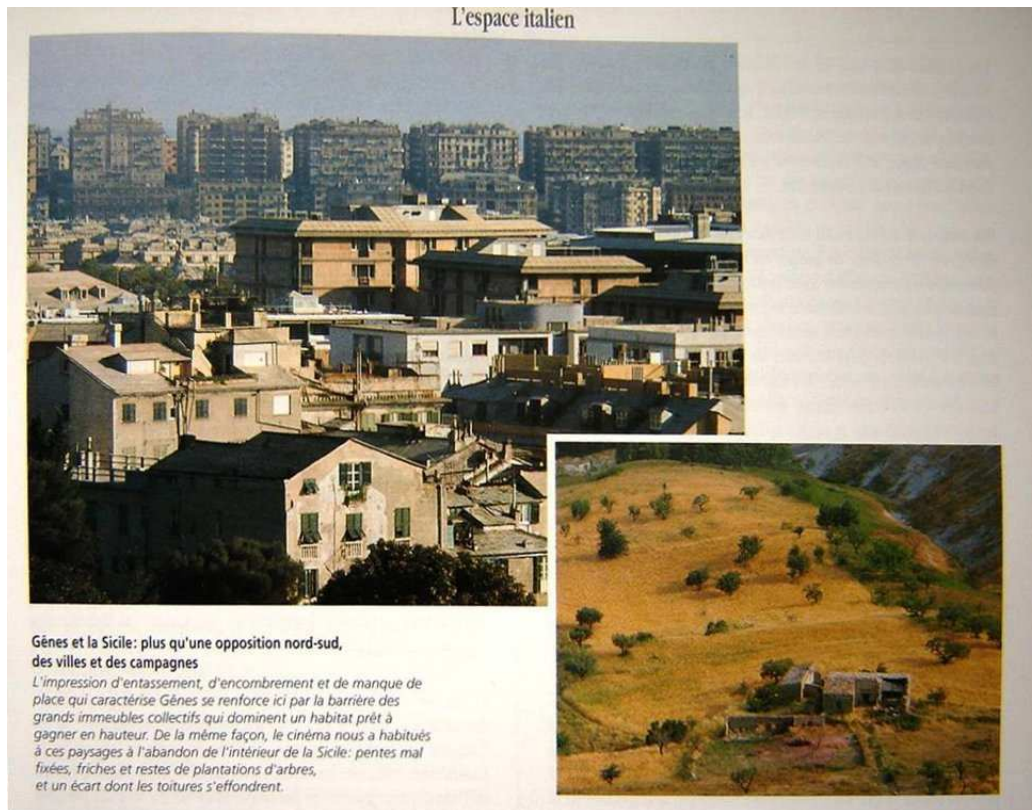 L'espace italien
Gênes et la Sicile: plus qu'une opposition nord-sud,
des villes et des campagnes
L'impression d'entassement, d'encombrement et de manque de
place qui caractérise Gênes se renforce ici par la barrière des
grands immeubles collectifs qui dominent un habitat prêt à
gagner en hauteur. De la même façon, le cinéma nous a habitués
à ces paysages à l'abandon de l'intérieur de la Sicile: pentes mal
fixées, friches et restes de plantations d'arbres,
et un écart dont les toitures s'effondrent.